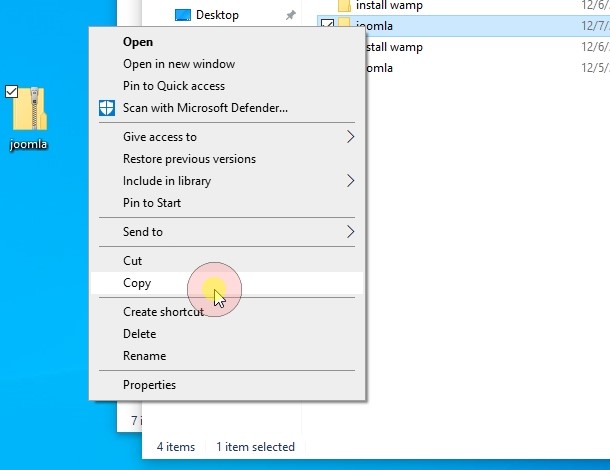 Desktop
install wamp
12/6/
joomla
12/7/
install wamp
12/6/
12/5/
joomla
Open
Open in new window
Pin to Quick access
Scan with Microsoft Defender...
Give access to
Restore previous versions
Include in library
Pin to Start
Send to
Cut
Copy
Create shortcut
Delete
Rename
Properties
4 items 1 item selected